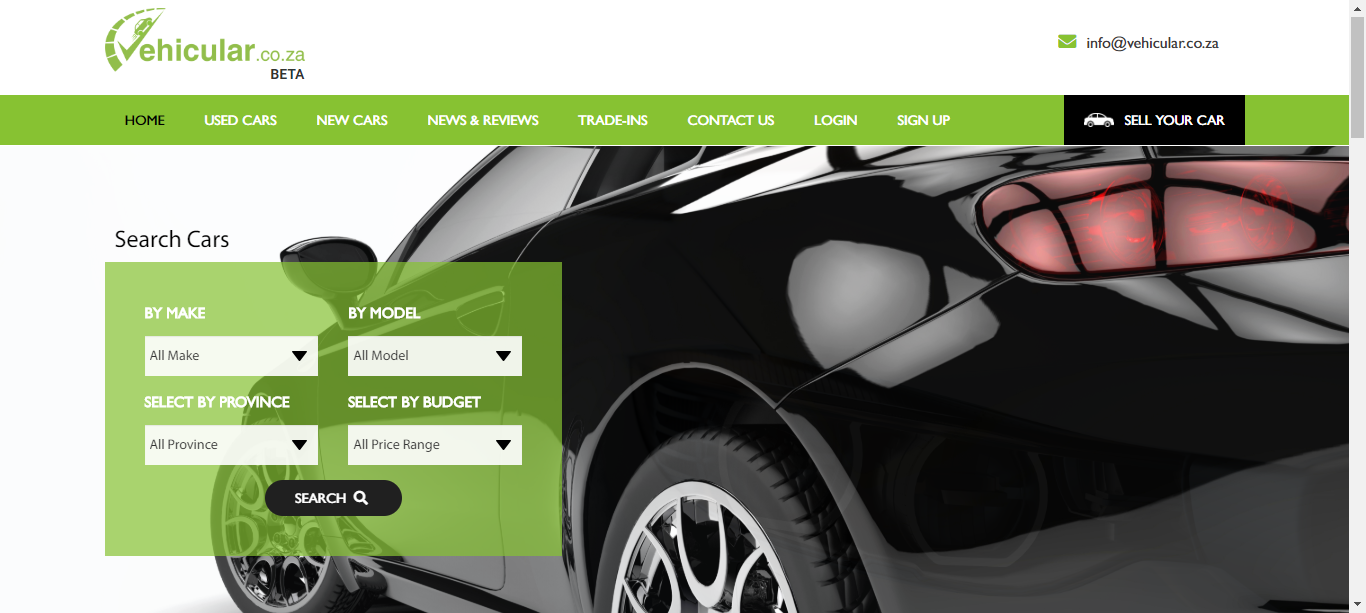 Vehicular.co.za
BETA
info@vehicular.co.za
HOME USED CARS NEW CARS NEWS & REVIEWS TRADE-INS CONTACT US LOGIN SIGN UP SELL YOUR CAR
Search Cars
BY MAKE BY MODEL
All Make All Model
SELECT BY PROVINCE SELECT BY BUDGET
All Province All Price Range
SEARCH